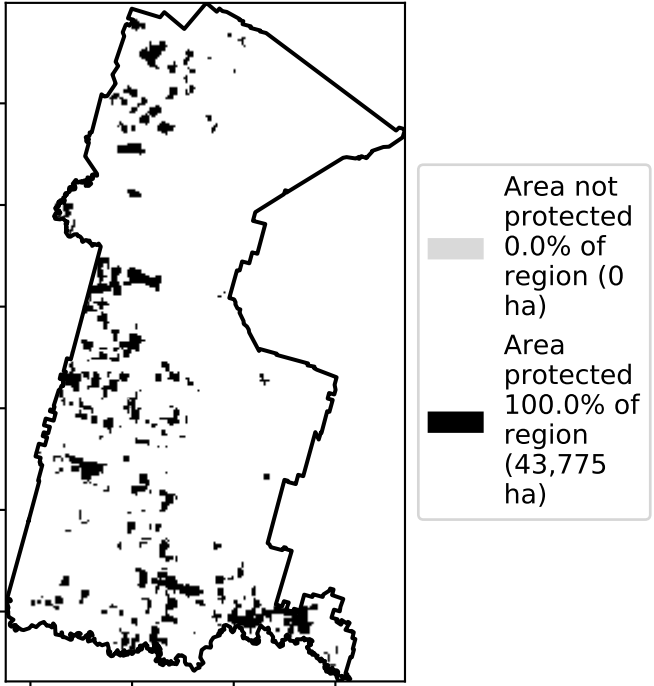 Area not
protected
0.0% of
region (0
ha)
Area
protected
100.0% of
region
(43,775
ha)